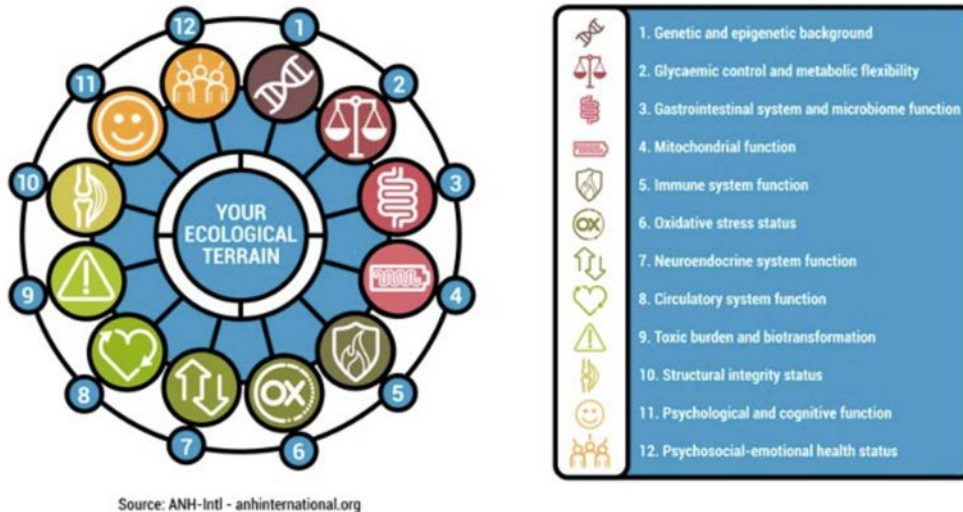 12
1
11
2
10
3
YOUR
ECOLOGICAL
TERRAIN
9
4
8
5
7
6
OX
Source: ANH-Intl - anhinternational.org
1. Genetic and epigenetic background
2. Glycaemic control and metabolic flexibility
3. Gastrointestinal system and microbiome function
4. Mitochondrial function
5. Immune system function
OX
6. Oxidative stress status
7. Neuroendocrine system function
8. Circulatory system function
9. Toxic burden and biotransformation
10. Structural integrity status
11. Psychological and cognitive function
12. Psychosocial-emotional health status